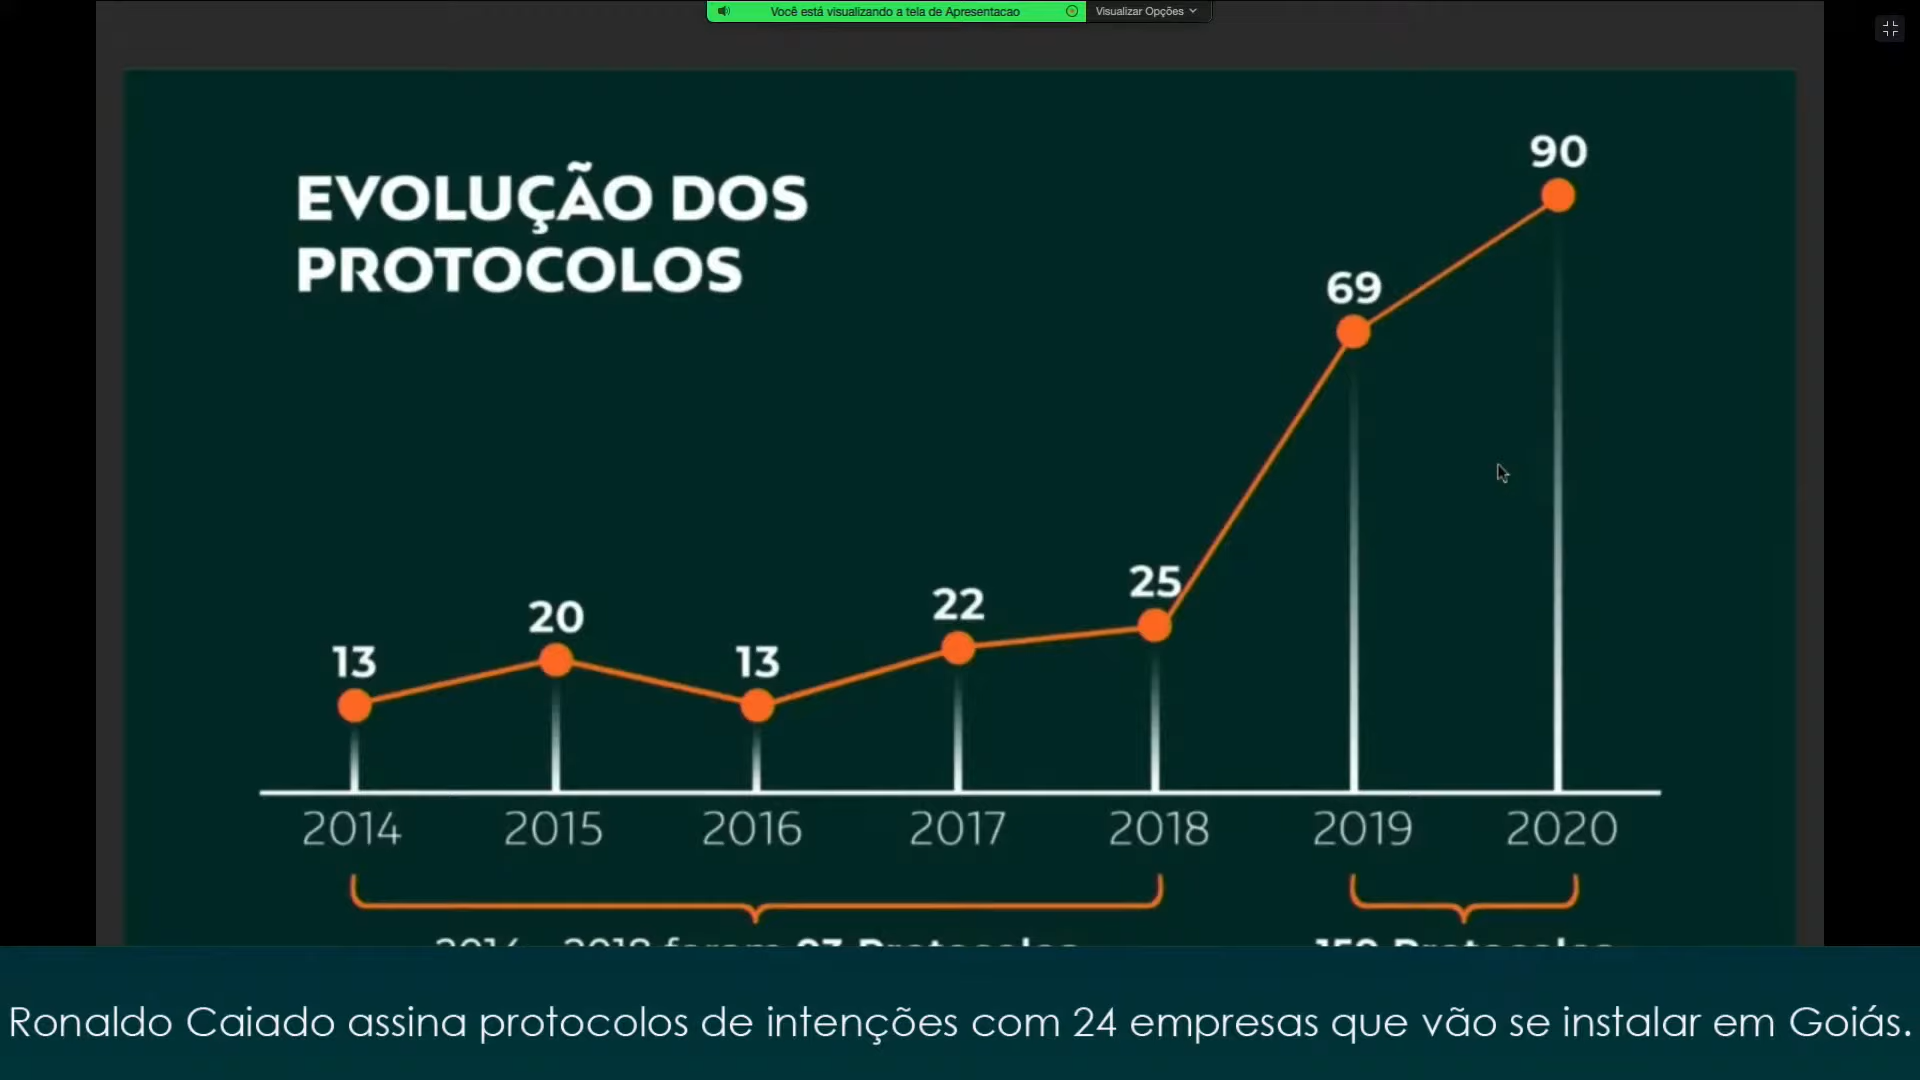 Você está visualizando a tela de Apresentacao
Visualizar Opções
EVOLUÇÃO DOS
PROTOCOLOS
90
69
25
22
20
13
13
2014 2015 2016 2017 2018 2019 2020
Ronaldo Caiado assina protocolos de intenções com 24 empresas que vão se instalar em Goiás.